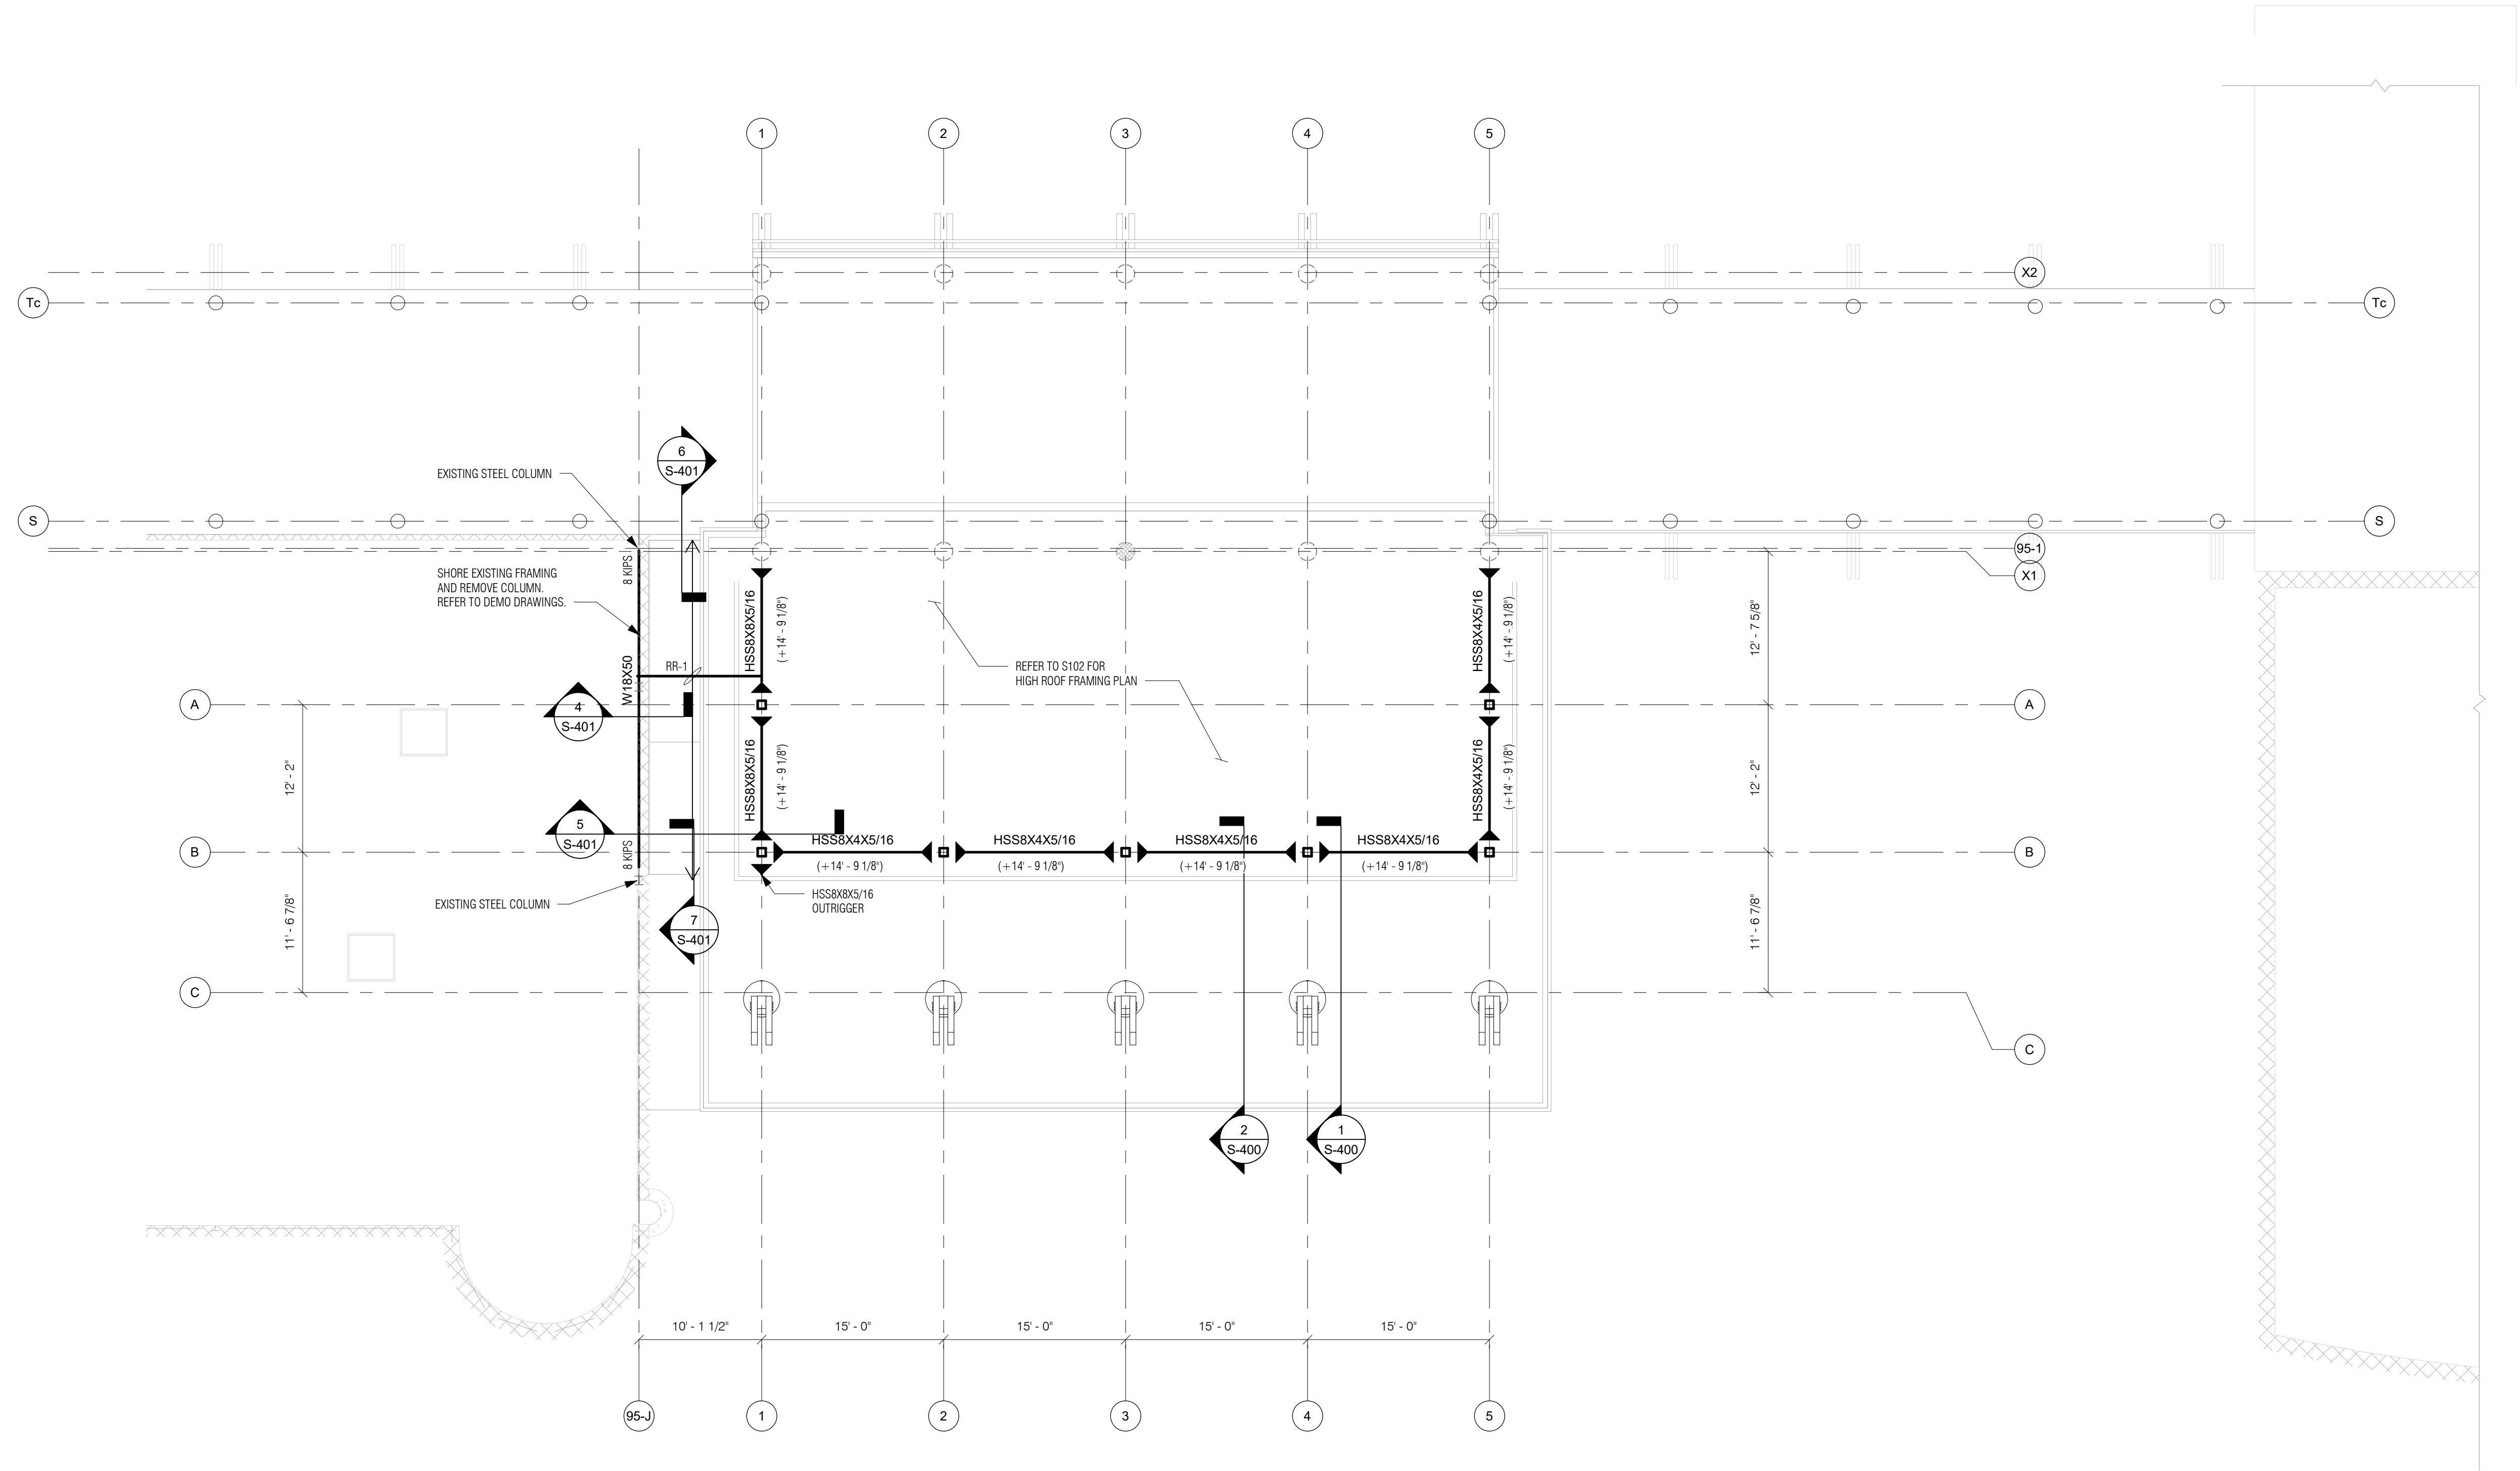 1
2
3
4
5
X2
Tc
Tc
6
S-401
EXISTING STEEL COLUMN
S
S
95-1
X1
8 KIPS
SHORE EXISTING FRAMING
AND REMOVE COLUMN.
REFER TO DEMO DRAWINGS.
HSS8X8X5/16
(+14' - 9 1/8")
HSS8X4X5/16
(+14' - 9 1/8")
12' - 7 5/8"
W18X50
RR-1
REFER TO S102 FOR
HIGH ROOF FRAMING PLAN
A
4
S-401
A
12' - 2"
HSS8X8X5/16
(+14' - 9 1/8")
HSS8X4X5/16
(+14' - 9 1/8")
12' - 2"
5
S-401
B
8 KIPS
HSS8X4X5/16
(+14' - 9 1/8")
HSS8X4X5/16
(+14' - 9 1/8")
HSS8X4X5/16
(+14' - 9 1/8")
HSS8X4X5/16
(+14' - 9 1/8")
B
HSS8X8X5/16
OUTRIGGER
EXISTING STEEL COLUMN
11' - 6 7/8"
7
S-401
11' - 6 7/8"
C
C
2
S-400
1
S-400
10' - 1 1/2"
15' - 0"
15' - 0"
15' - 0"
15' - 0"
95-J
1
2
3
4
5